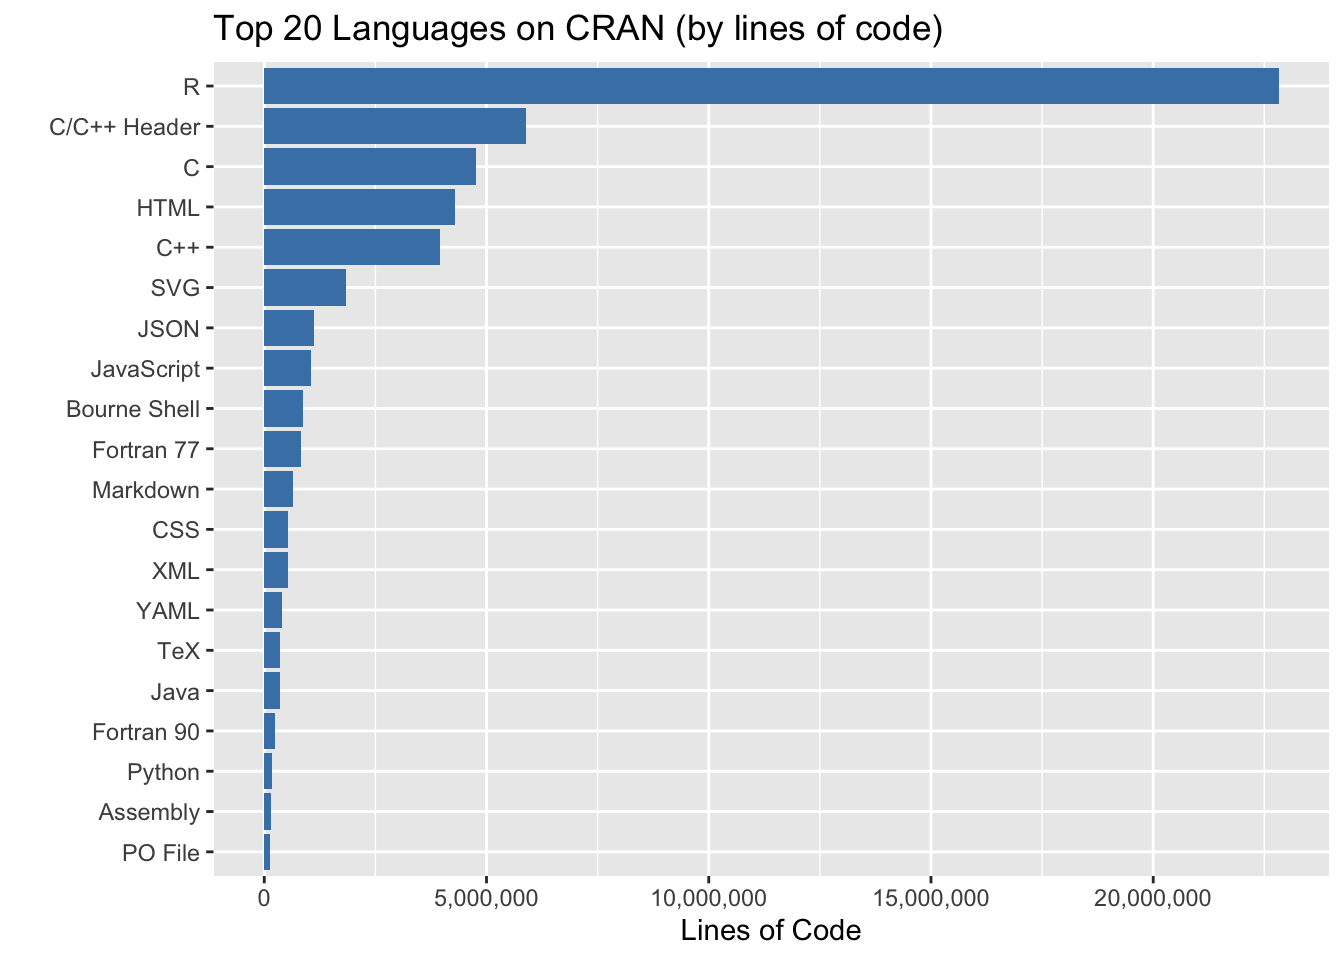 Top 20 Languages on CRAN (by lines of code)
R
C/C++ Header
C
HTML
C++
SVG
JSON
JavaScript
Bourne Shell
Fortran 77
Markdown
CSS
XML
YAML
TeX
Java
Fortran 90
Python
Assembly
PO File
0 5,000,000 10,000,000 15,000,000 20,000,000
Lines of Code